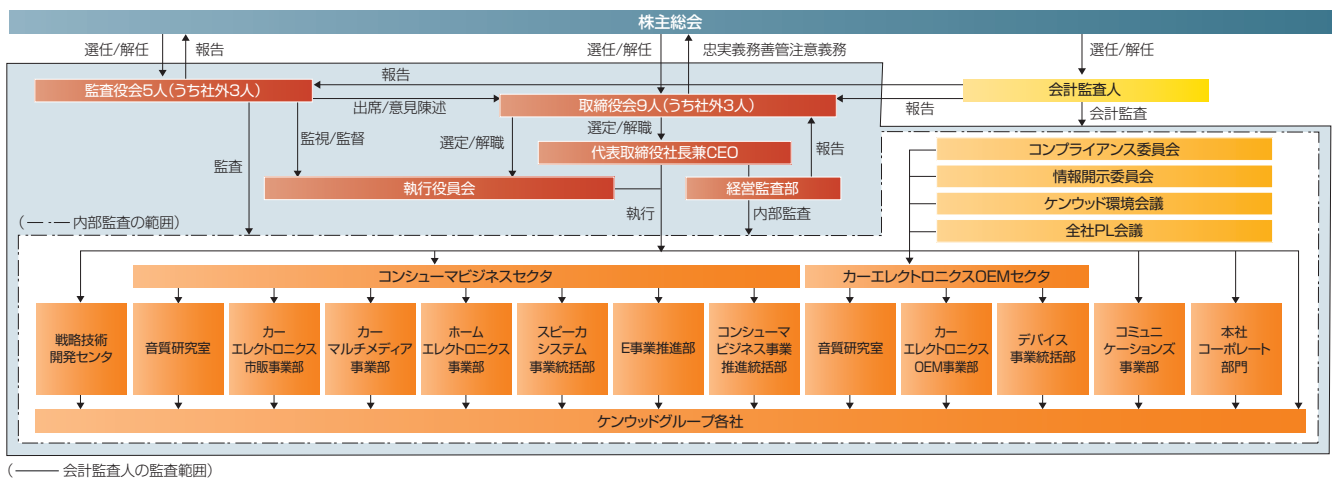 株主総会
選任/解任
報告
選任/解任
忠実義務善管注意義務
選任/解任
報告
監査役会5人(うち社外3人)
取締役会9人(うち社外3人)
会計監査人
出席/意見陳述
報告
会計監査
監視/監督
選定/解職
選定/解職
監査
代表取締役社長兼CEO
報告
コンプライアンス委員会
執行役員会
経営監査部
情報開示委員会
執行
内部監査
ケンウッド環境会議
(—・— 内部監査の範囲)
全社PL会議
コンシューマビジネスセクタ
カーエレクトロニクスOEMセクタ
戦略技術
開発センタ
音質研究室
カー
エレクトロニクス
市販事業部
カー
マルチメディア
事業部
ホーム
エレクトロニクス
事業部
スピーカ
システム
事業統括部
E事業推進部
コンシューマ
ビジネス事業
推進統括部
音質研究室
カー
エレクトロニクス
OEM事業部
デバイス
事業統括部
コミュニ
ケーションズ
事業部
本社
コーポレート
部門
ケンウッドグループ各社
(—— 会計監査人の監査範囲)